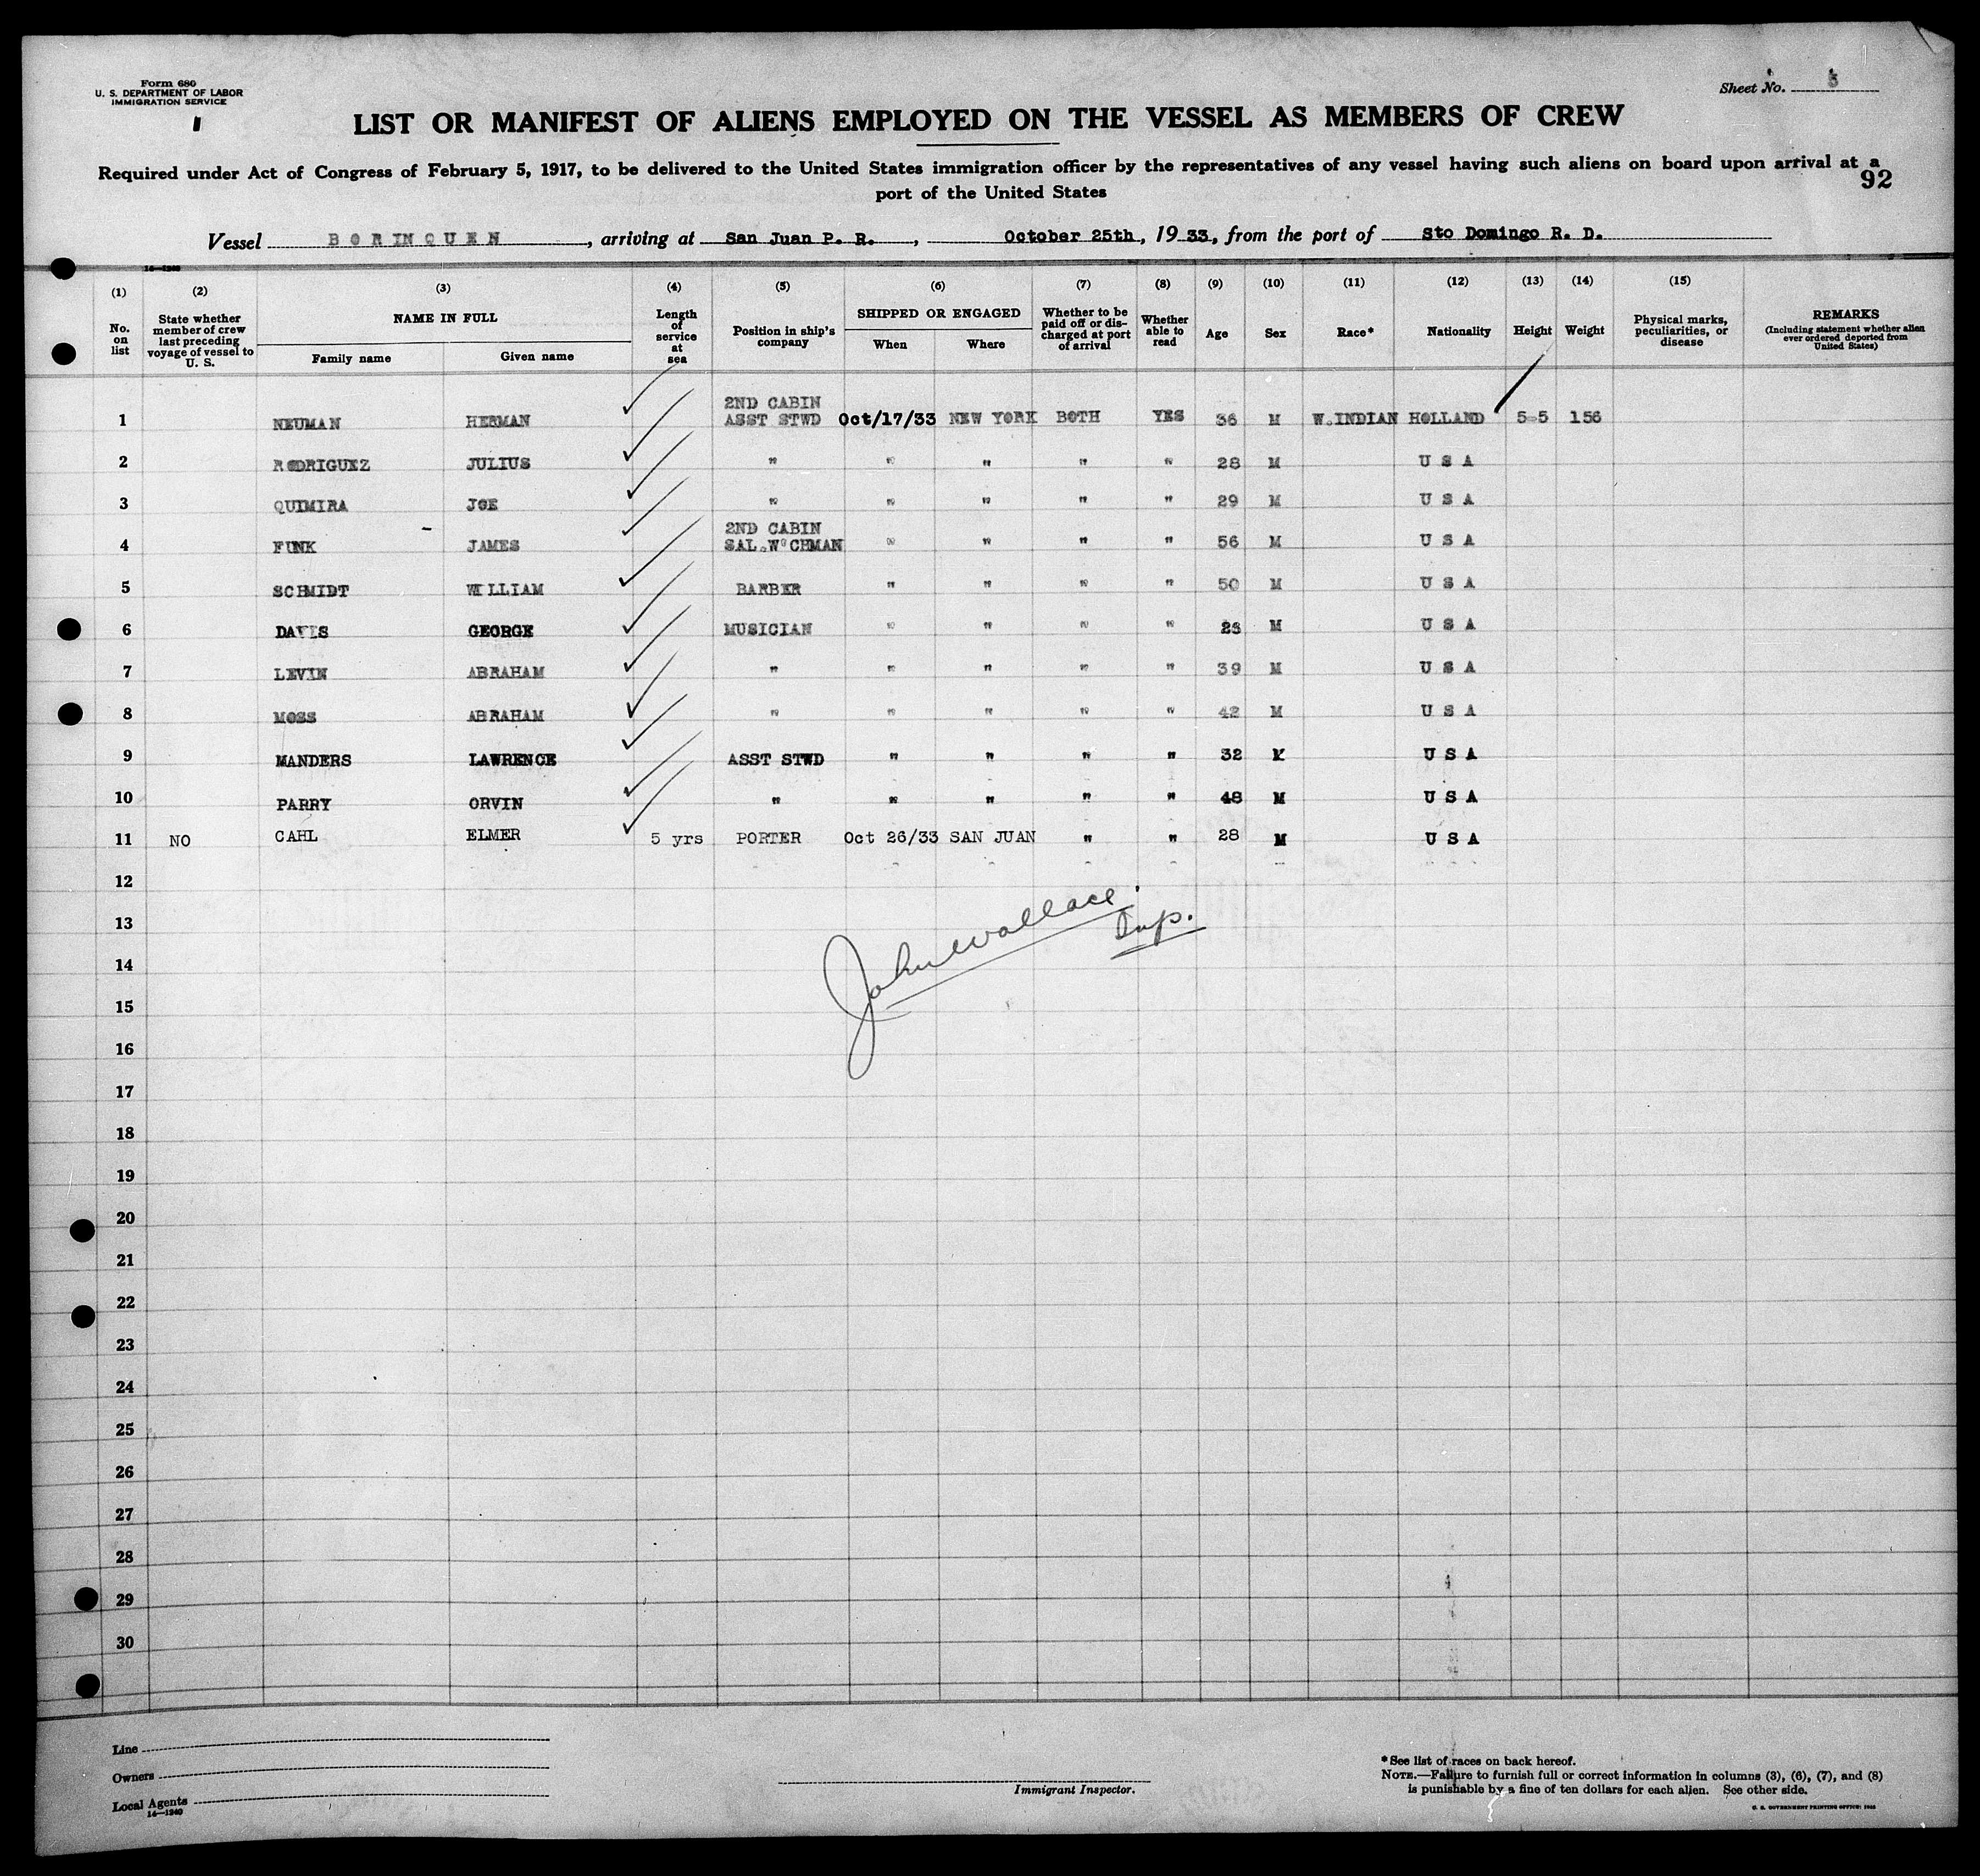 Form 680
U. S. DEPARTMENT OF LABOR
IMMIGRATION SERVICE
Sheet No. 5
LIST OR MANIFEST OF ALIENS EMPLOYED ON THE VESSEL AS MEMBERS OF CREW
Required under Act of Congress of February 5, 1917, to be delivered to the United States immigration officer by the representatives of any vessel having such aliens on board upon arrival at a
port of the United States
92
Vessel BORINQUEN, arriving at San Juan P. R., October 25th, 1933, from the port of Sto Domingo R. D.
14—1240
(1) (2) (3) (4) (5) (6) (7) (8) (9) (10) (11) (12) (13) (14) (15)
No. on list
State whether member of crew last preceding voyage of vessel to U. S.
NAME IN FULL
Family name
Given name
Length of service at sea
Position in ship's company
SHIPPED OR ENGAGED
When
Where
Whether to be paid off or discharged at port of arrival
Whether able to read
Age
Sex
Race*
Nationality
Height
Weight
Physical marks, peculiarities, or disease
REMARKS
(Including statement whether alien ever ordered deported from United States)
1 NEUMAN HERMAN 2ND CABIN ASST STWD Oct/17/33 NEW YORK BOTH YES 36 M W.INDIAN HOLLAND 5-5 156
2 RODRIGUEZ JULIUS " " " " " 28 M U S A
3 QUIMIRA JOE " " " " " 29 M U S A
4 FUNK JAMES 2ND CABIN SAL.W'CHMAN " " " " 56 M U S A
5 SCHMIDT WILLIAM BARBER " " " " 50 M U S A
6 DAVIS GEORGE MUSICIAN " " " " M U S A
7 LEVIN ABRAHAM " " " " " 39 M U S A
8 MOSS ABRAHAM " " " " " 42 M U S A
9 MANDERS LAWRENCE ASST STWD " " " " 32 M U S A
10 PARRY ORVIN " " " " " 48 M U S A
11 NO CAHL ELMER 5 yrs PORTER Oct 26/33 SAN JUAN " " 28 M U S A
12
13
14
15
16
17
18
19
20
21
22
23
24
25
26
27
28
29
30
John Wallace
Insp.
Line
Owners
Local Agents
14—1240
Immigrant Inspector.
*See list of races on back hereof.
NOTE.—Failure to furnish full or correct information in columns (3), (6), (7), and (8)
is punishable by a fine of ten dollars for each alien. See other side.
U. S. GOVERNMENT PRINTING OFFICE: